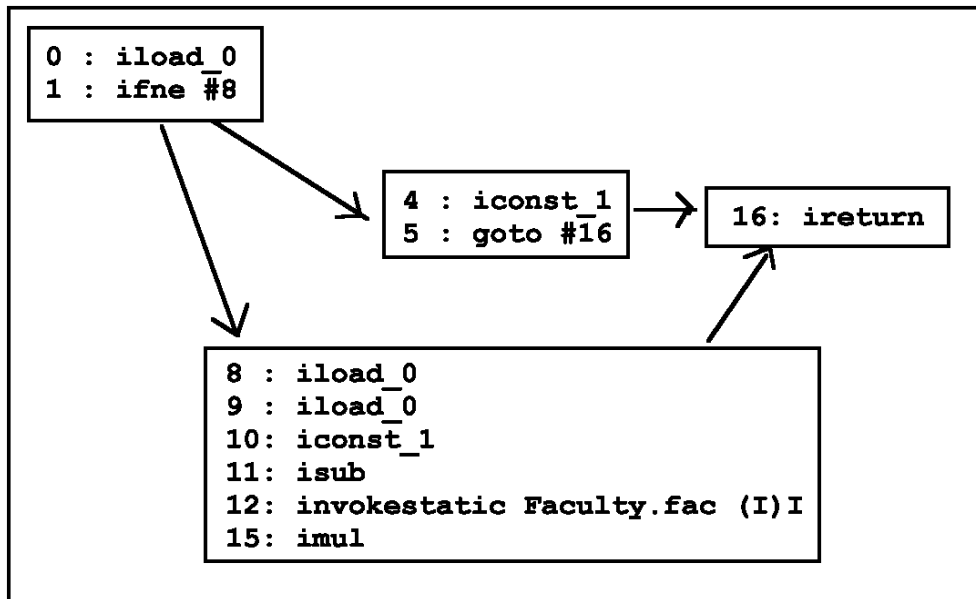 0 : iload_0
1 : ifne #8
4 : iconst_1
5 : goto #16
16: ireturn
8 : iload_0
9 : iload_0
10: iconst_1
11: isub
12: invokestatic Faculty.fac (I)I
15: imul